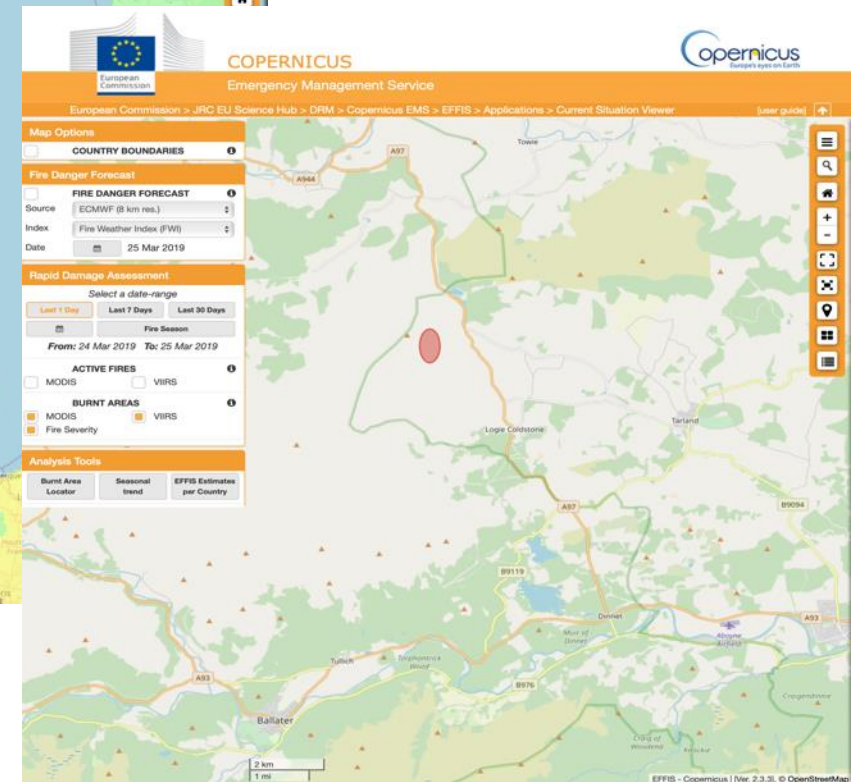 European
Commission
COPERNICUS
Emergency Management Service
opernicus
Europe's eyes on Earth
European Commission > JRC EU Science Hub > DRM > Copernicus EMS > EFFIS > Applications > Current Situation Viewer
[user guide]
Map Options
COUNTRY BOUNDARIES
Fire Danger Forecast
FIRE DANGER FORECAST
Source ECMWF (8 km res.)
Index Fire Weather Index (FWI)
Date 25 Mar 2019
Rapid Damage Assessment
Select a date-range
Last 1 Day Last 7 Days Last 30 Days
Fire Season
From: 24 Mar 2019 To: 25 Mar 2019
ACTIVE FIRES
MODIS VIIRS
BURNT AREAS
MODIS VIIRS
Fire Severity
Analysis Tools
Burnt Area
Locator
Seasonal
trend
EFFIS Estimates
per Country
Towie
A97
A944
Logie Coldstone
Tarland
A97
B9094
B9119
Dinnet
A93
Muir of
Dinnet
Aboyne
Airfield
Tullich
A93
B976
Ballater
Craig of
2 km
1 mi
EFFIS - Copernicus | [Ver. 2.3.3], © OpenStreetMap